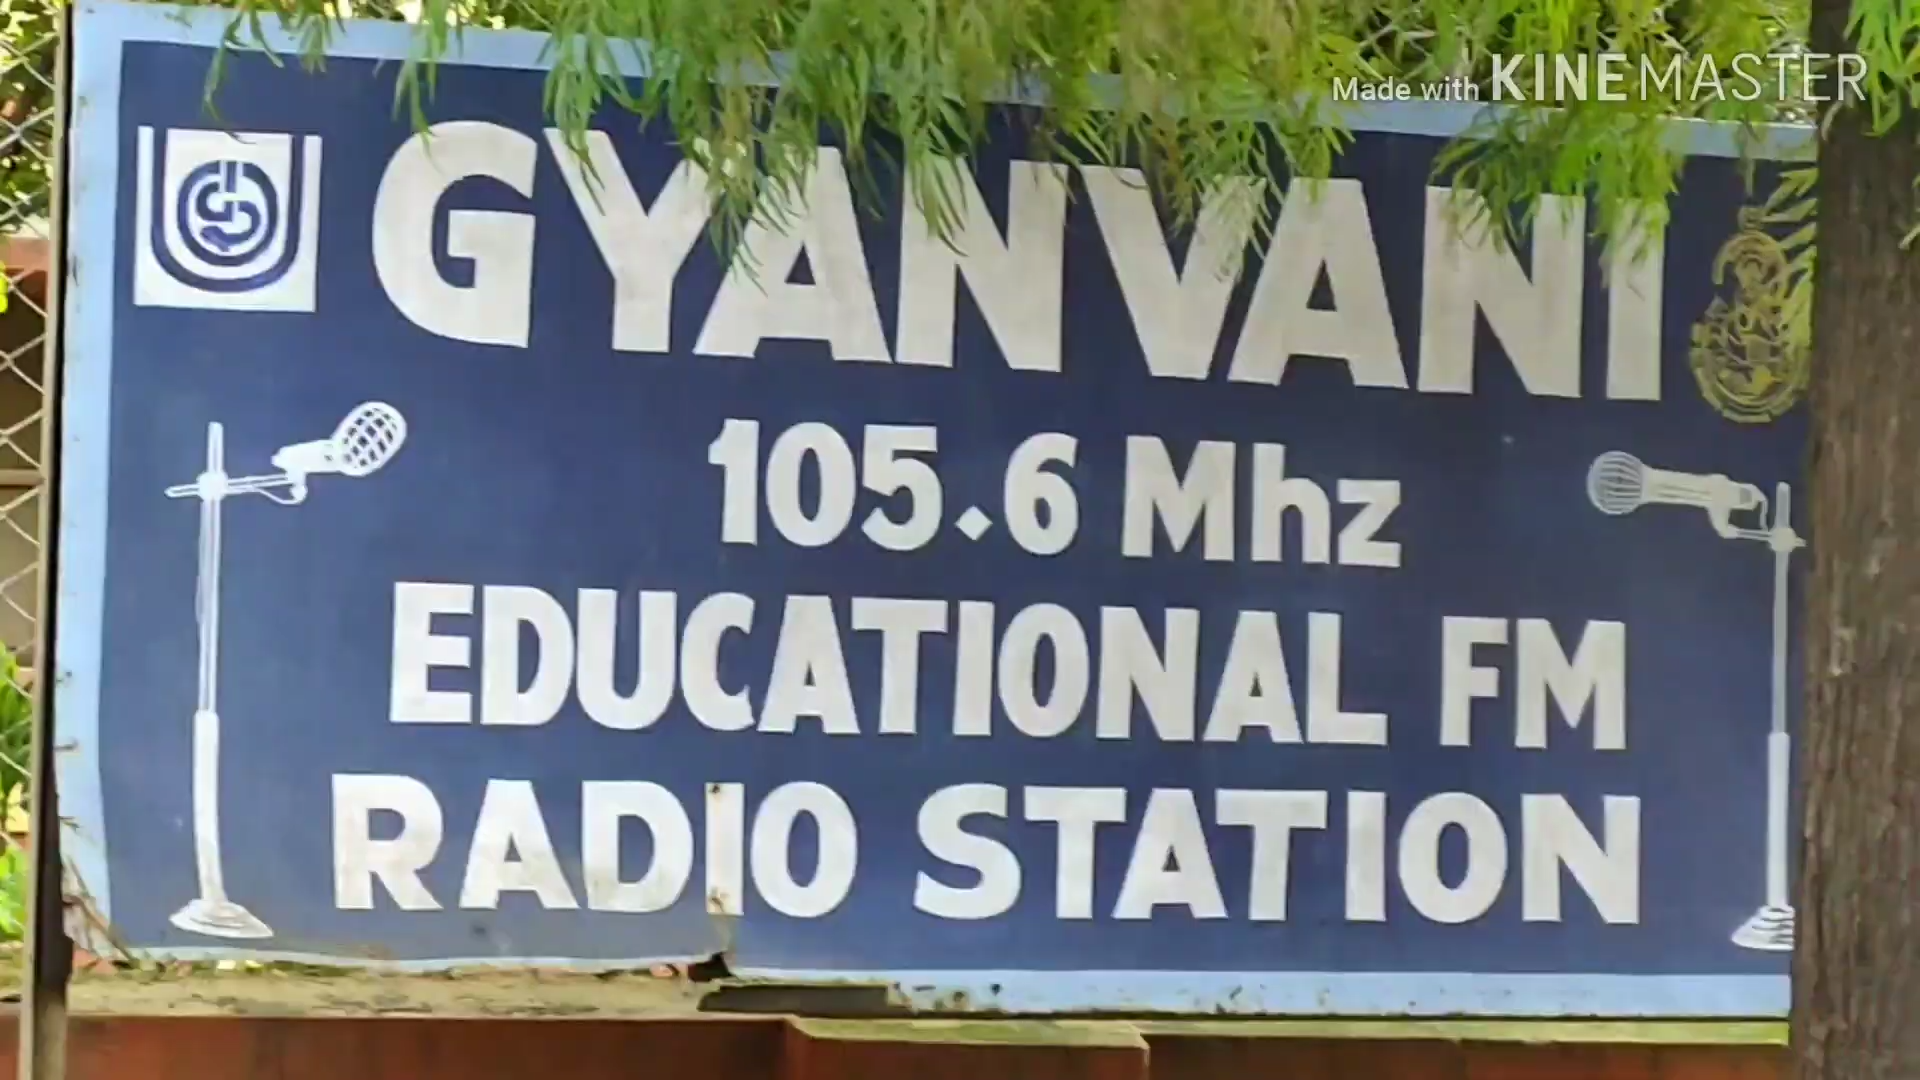 Made with KINEMASTER
GYANVANI
105.6 Mhz
EDUCATIONAL FM
RADIO STATION